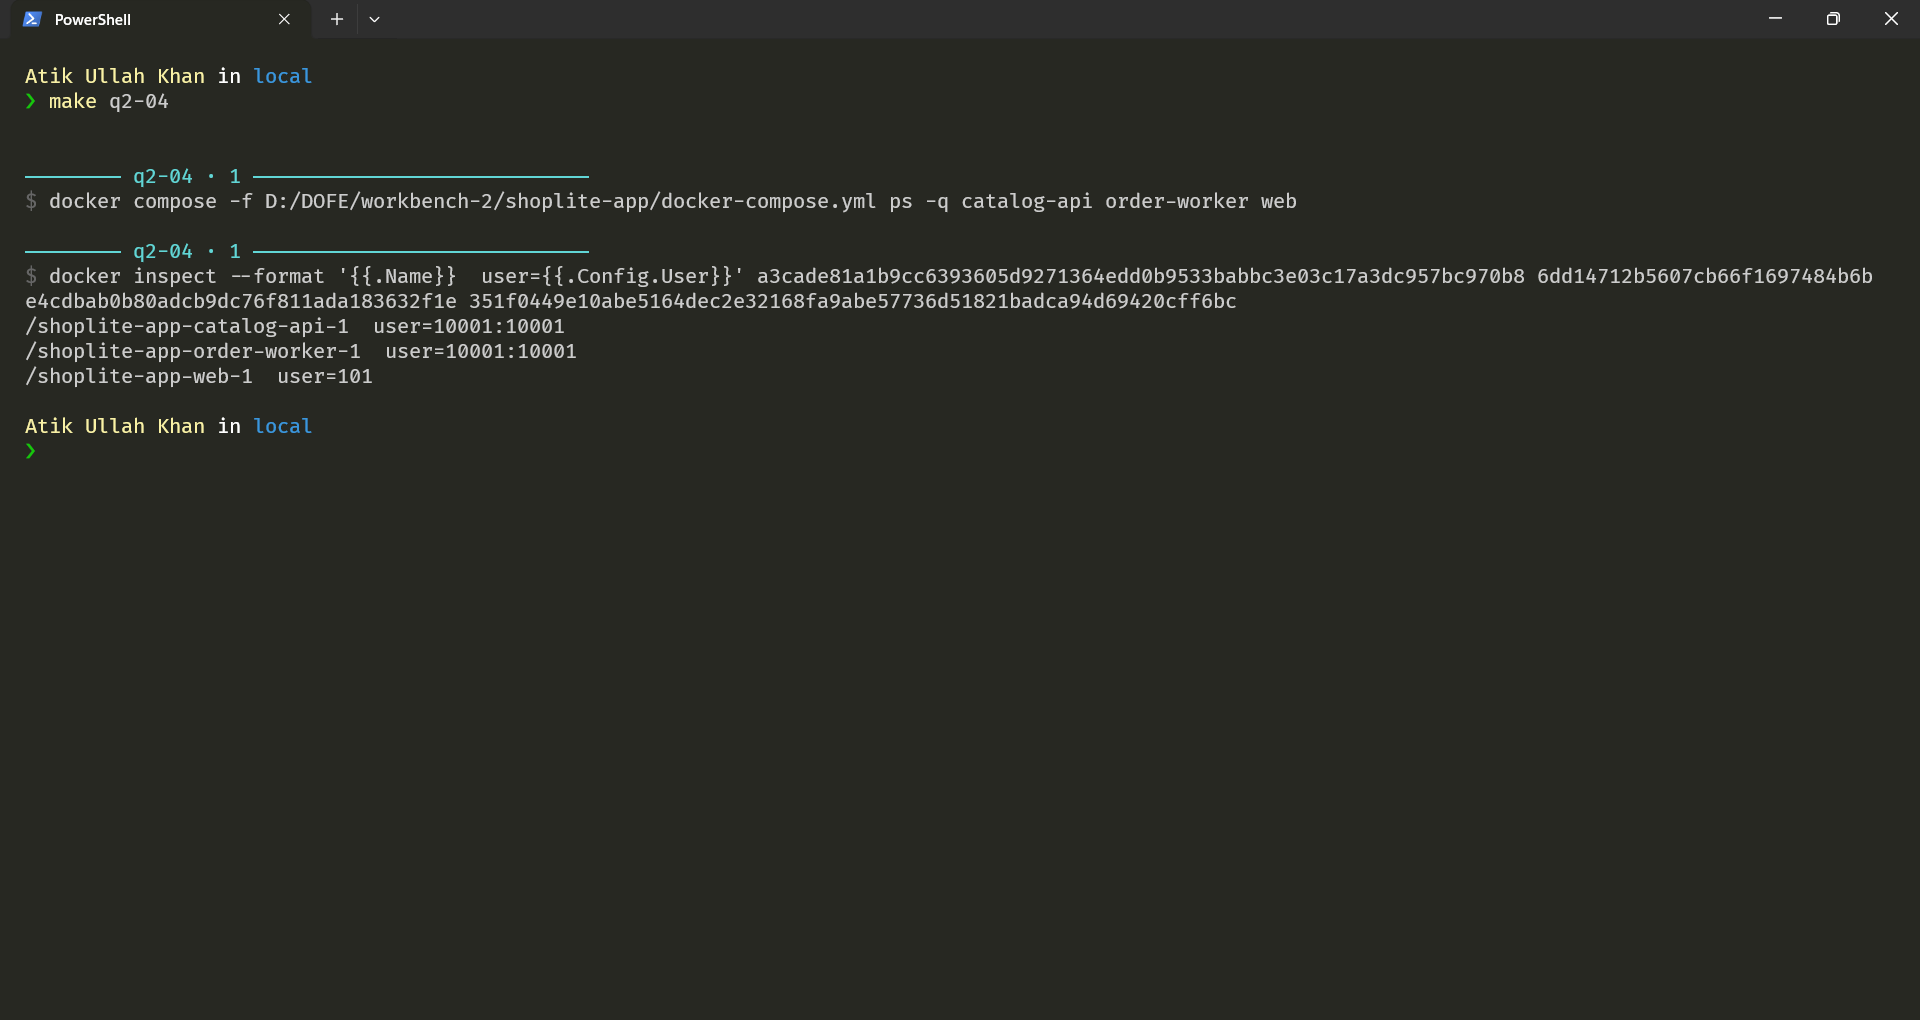 PowerShell
Atik Ullah Khan in local
❯ make q2-04
q2-04 · 1
$ docker compose -f D:/DOFE/workbench-2/shoplite-app/docker-compose.yml ps -q catalog-api order-worker web
q2-04 · 1
$ docker inspect --format '{{.Name}}  user={{.Config.User}}' a3cade81a1b9cc6393605d9271364edd0b9533babbc3e03c17a3dc957bc970b8 6dd14712b5607cb66f1697484b6b
e4cdbab0b80adcb9dc76f811ada183632f1e 351f0449e10abe5164dec2e32168fa9abe57736d51821badca94d69420cff6bc
/shoplite-app-catalog-api-1  user=10001:10001
/shoplite-app-order-worker-1  user=10001:10001
/shoplite-app-web-1  user=101
Atik Ullah Khan in local
❯